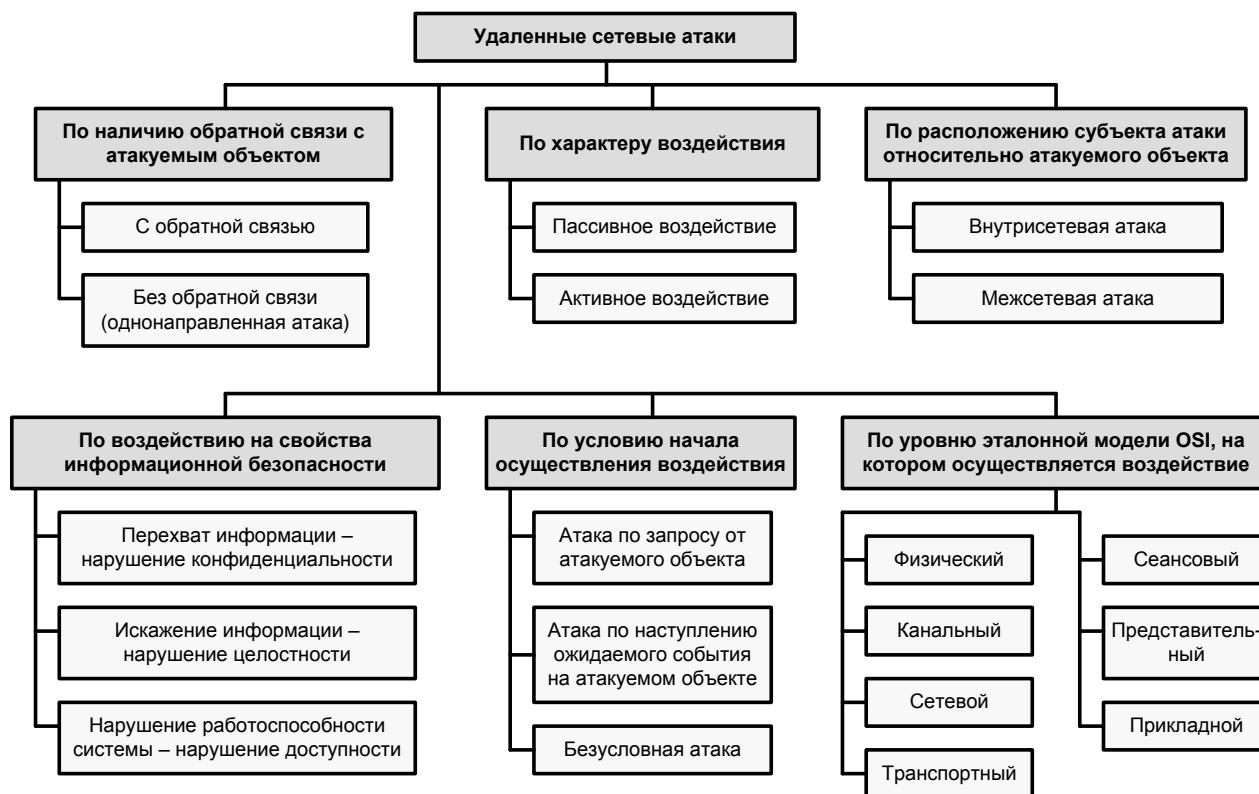 Удаленные сетевые атаки
По наличию обратной связи с
атакуемым объектом
С обратной связью
Без обратной связи
(однонаправленная атака)
По характеру воздействия
Пассивное воздействие
Активное воздействие
По расположению субъекта атаки
относительно атакуемого объекта
Внутрисетевая атака
Межсетевая атака
По воздействию на свойства
информационной безопасности
Перехват информации –
нарушение конфиденциальности
Искажение информации –
нарушение целостности
Нарушение работоспособности
системы – нарушение доступности
По условию начала
осуществления воздействия
Атака по запросу от
атакуемого объекта
Атака по наступлению
ожидаемого события
на атакуемом объекте
Безусловная атака
По уровню эталонной модели OSI, на
котором осуществляется воздействие
Физический
Канальный
Сетевой
Транспортный
Сеансовый
Представитель-
ный
Прикладной